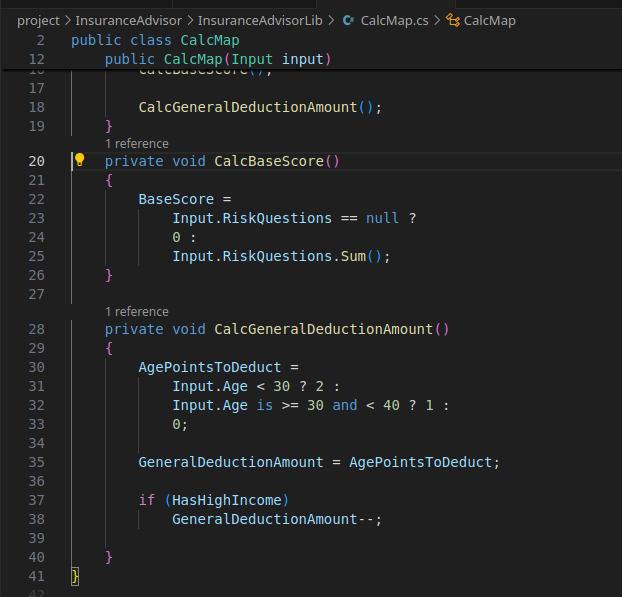 project > InsuranceAdvisor > InsuranceAdvisorLib > CalcMap.cs > CalcMap
2 public class CalcMap
12 public CalcMap(Input input)
16 CalcBaseScore();
17
18 CalcGeneralDeductionAmount();
19 }
1 reference
20 private void CalcBaseScore()
21 {
22 BaseScore =
23 Input.RiskQuestions == null ?
24 0 :
25 Input.RiskQuestions.Sum();
26 }
27
1 reference
28 private void CalcGeneralDeductionAmount()
29 {
30 AgePointsToDeduct =
31 Input.Age < 30 ? 2 :
32 Input.Age is >= 30 and < 40 ? 1 :
33 0;
34
35 GeneralDeductionAmount = AgePointsToDeduct;
36
37 if (HasHighIncome)
38 GeneralDeductionAmount--;
39
40 }
41 }
42